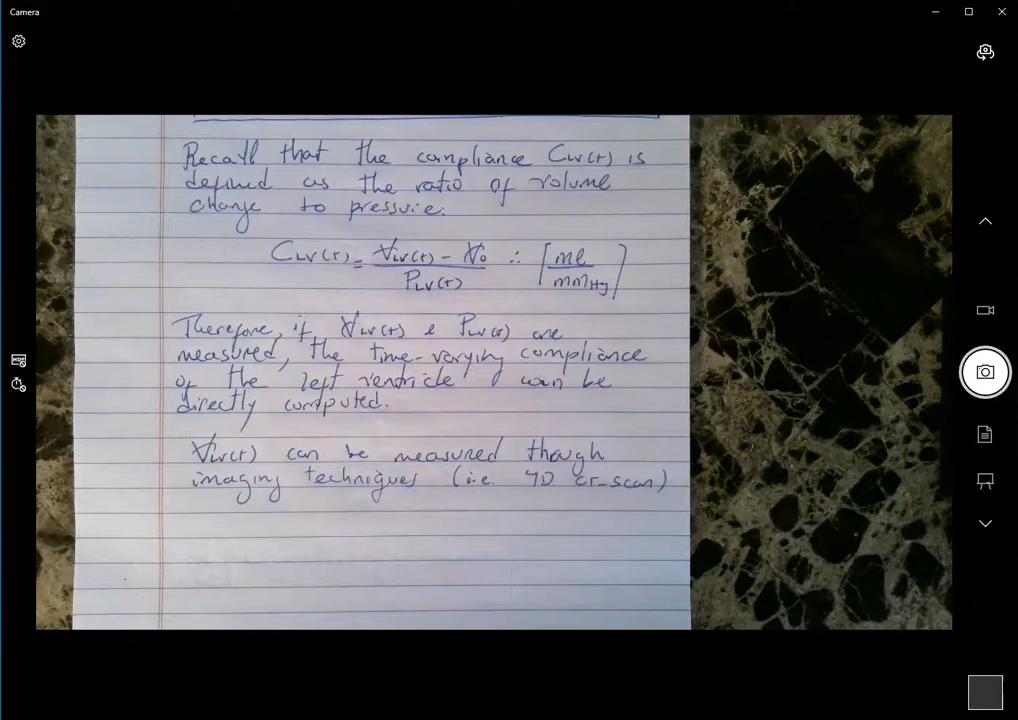 Camera
Recall that the compliance CLV(t) is
defined as the ratio of volume
change to pressure:
CLV(t) = (VLV(t) - V0) / PLV(t) ∴ [ml / mmHg]
Therefore, if VLV(t) & PLV(t) are
measured, the time-varying compliance
of the left ventricle can be
directly computed.
VLV(t) can be measured though
imaging techniques (i.e. 4D CT-scan)